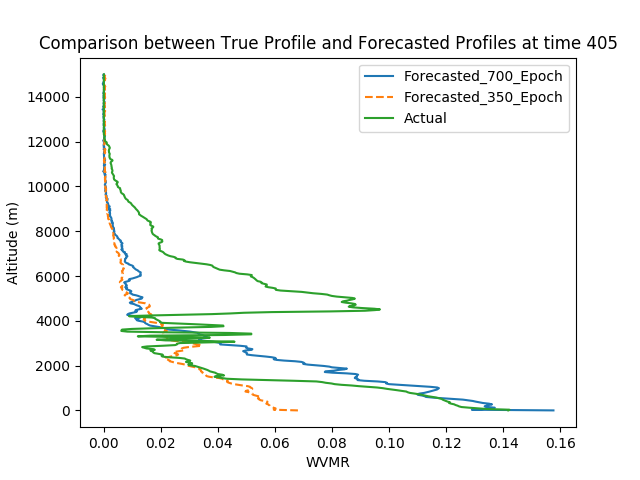 Comparison between True Profile and Forecasted Profiles at time 405
Forecasted_700_Epoch
Forecasted_350_Epoch
Actual
14000
12000
10000
8000
6000
4000
2000
0
Altitude (m)
0.00 0.02 0.04 0.06 0.08 0.10 0.12 0.14 0.16
WVMR